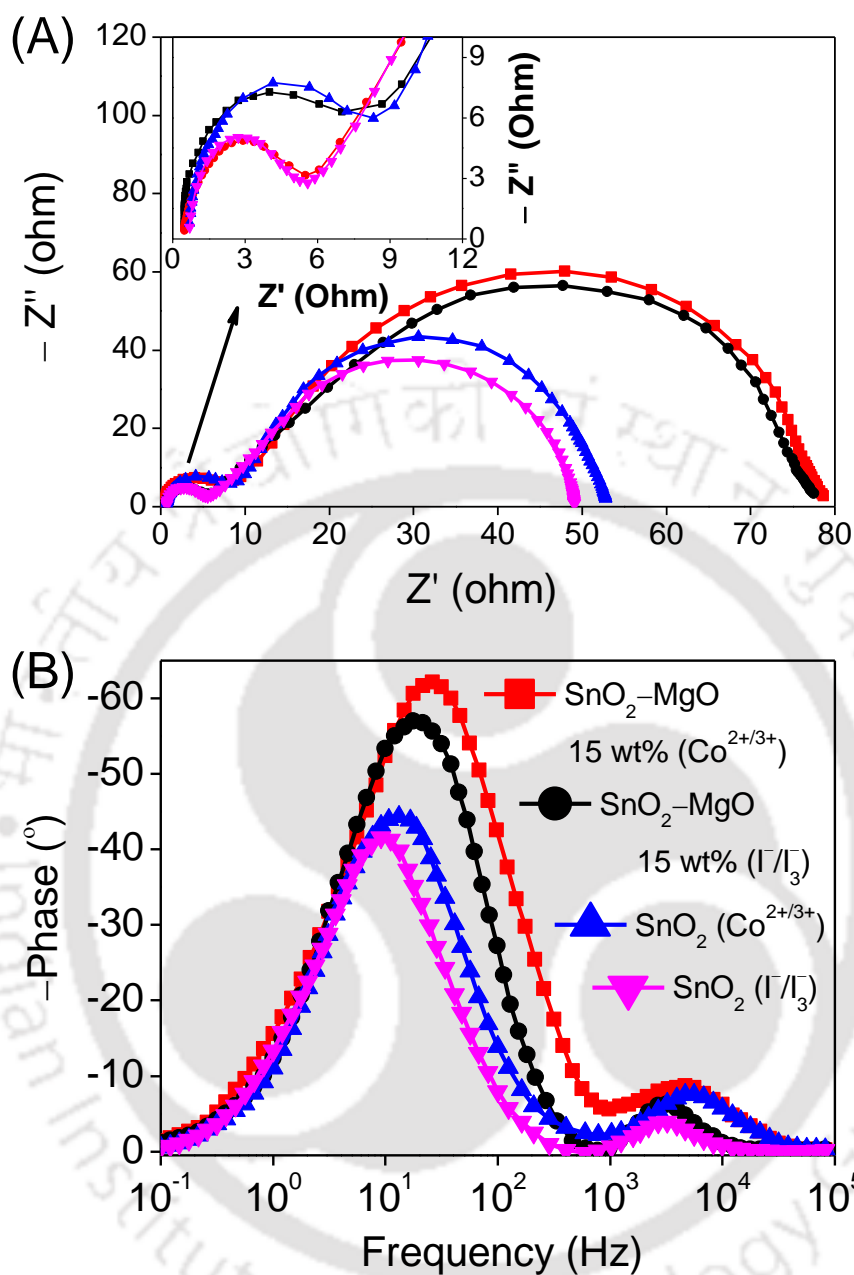 (A)
120
100
80
60
40
20
0
0 10 20 30 40 50 60 70 80
− Z'' (ohm)
Z' (ohm)
0 3 6 9 12
0
3
6
9
Z' (Ohm)
− Z'' (Ohm)
(B)
-60
-50
-40
-30
-20
-10
0
−Phase (°)
SnO₂−MgO
15 wt% (Co²⁺/³⁺)
SnO₂−MgO
15 wt% (I⁻/I₃⁻)
SnO₂ (Co²⁺/³⁺)
SnO₂ (I⁻/I₃⁻)
10⁻¹ 10⁰ 10¹ 10² 10³ 10⁴ 10⁵
Frequency (Hz)